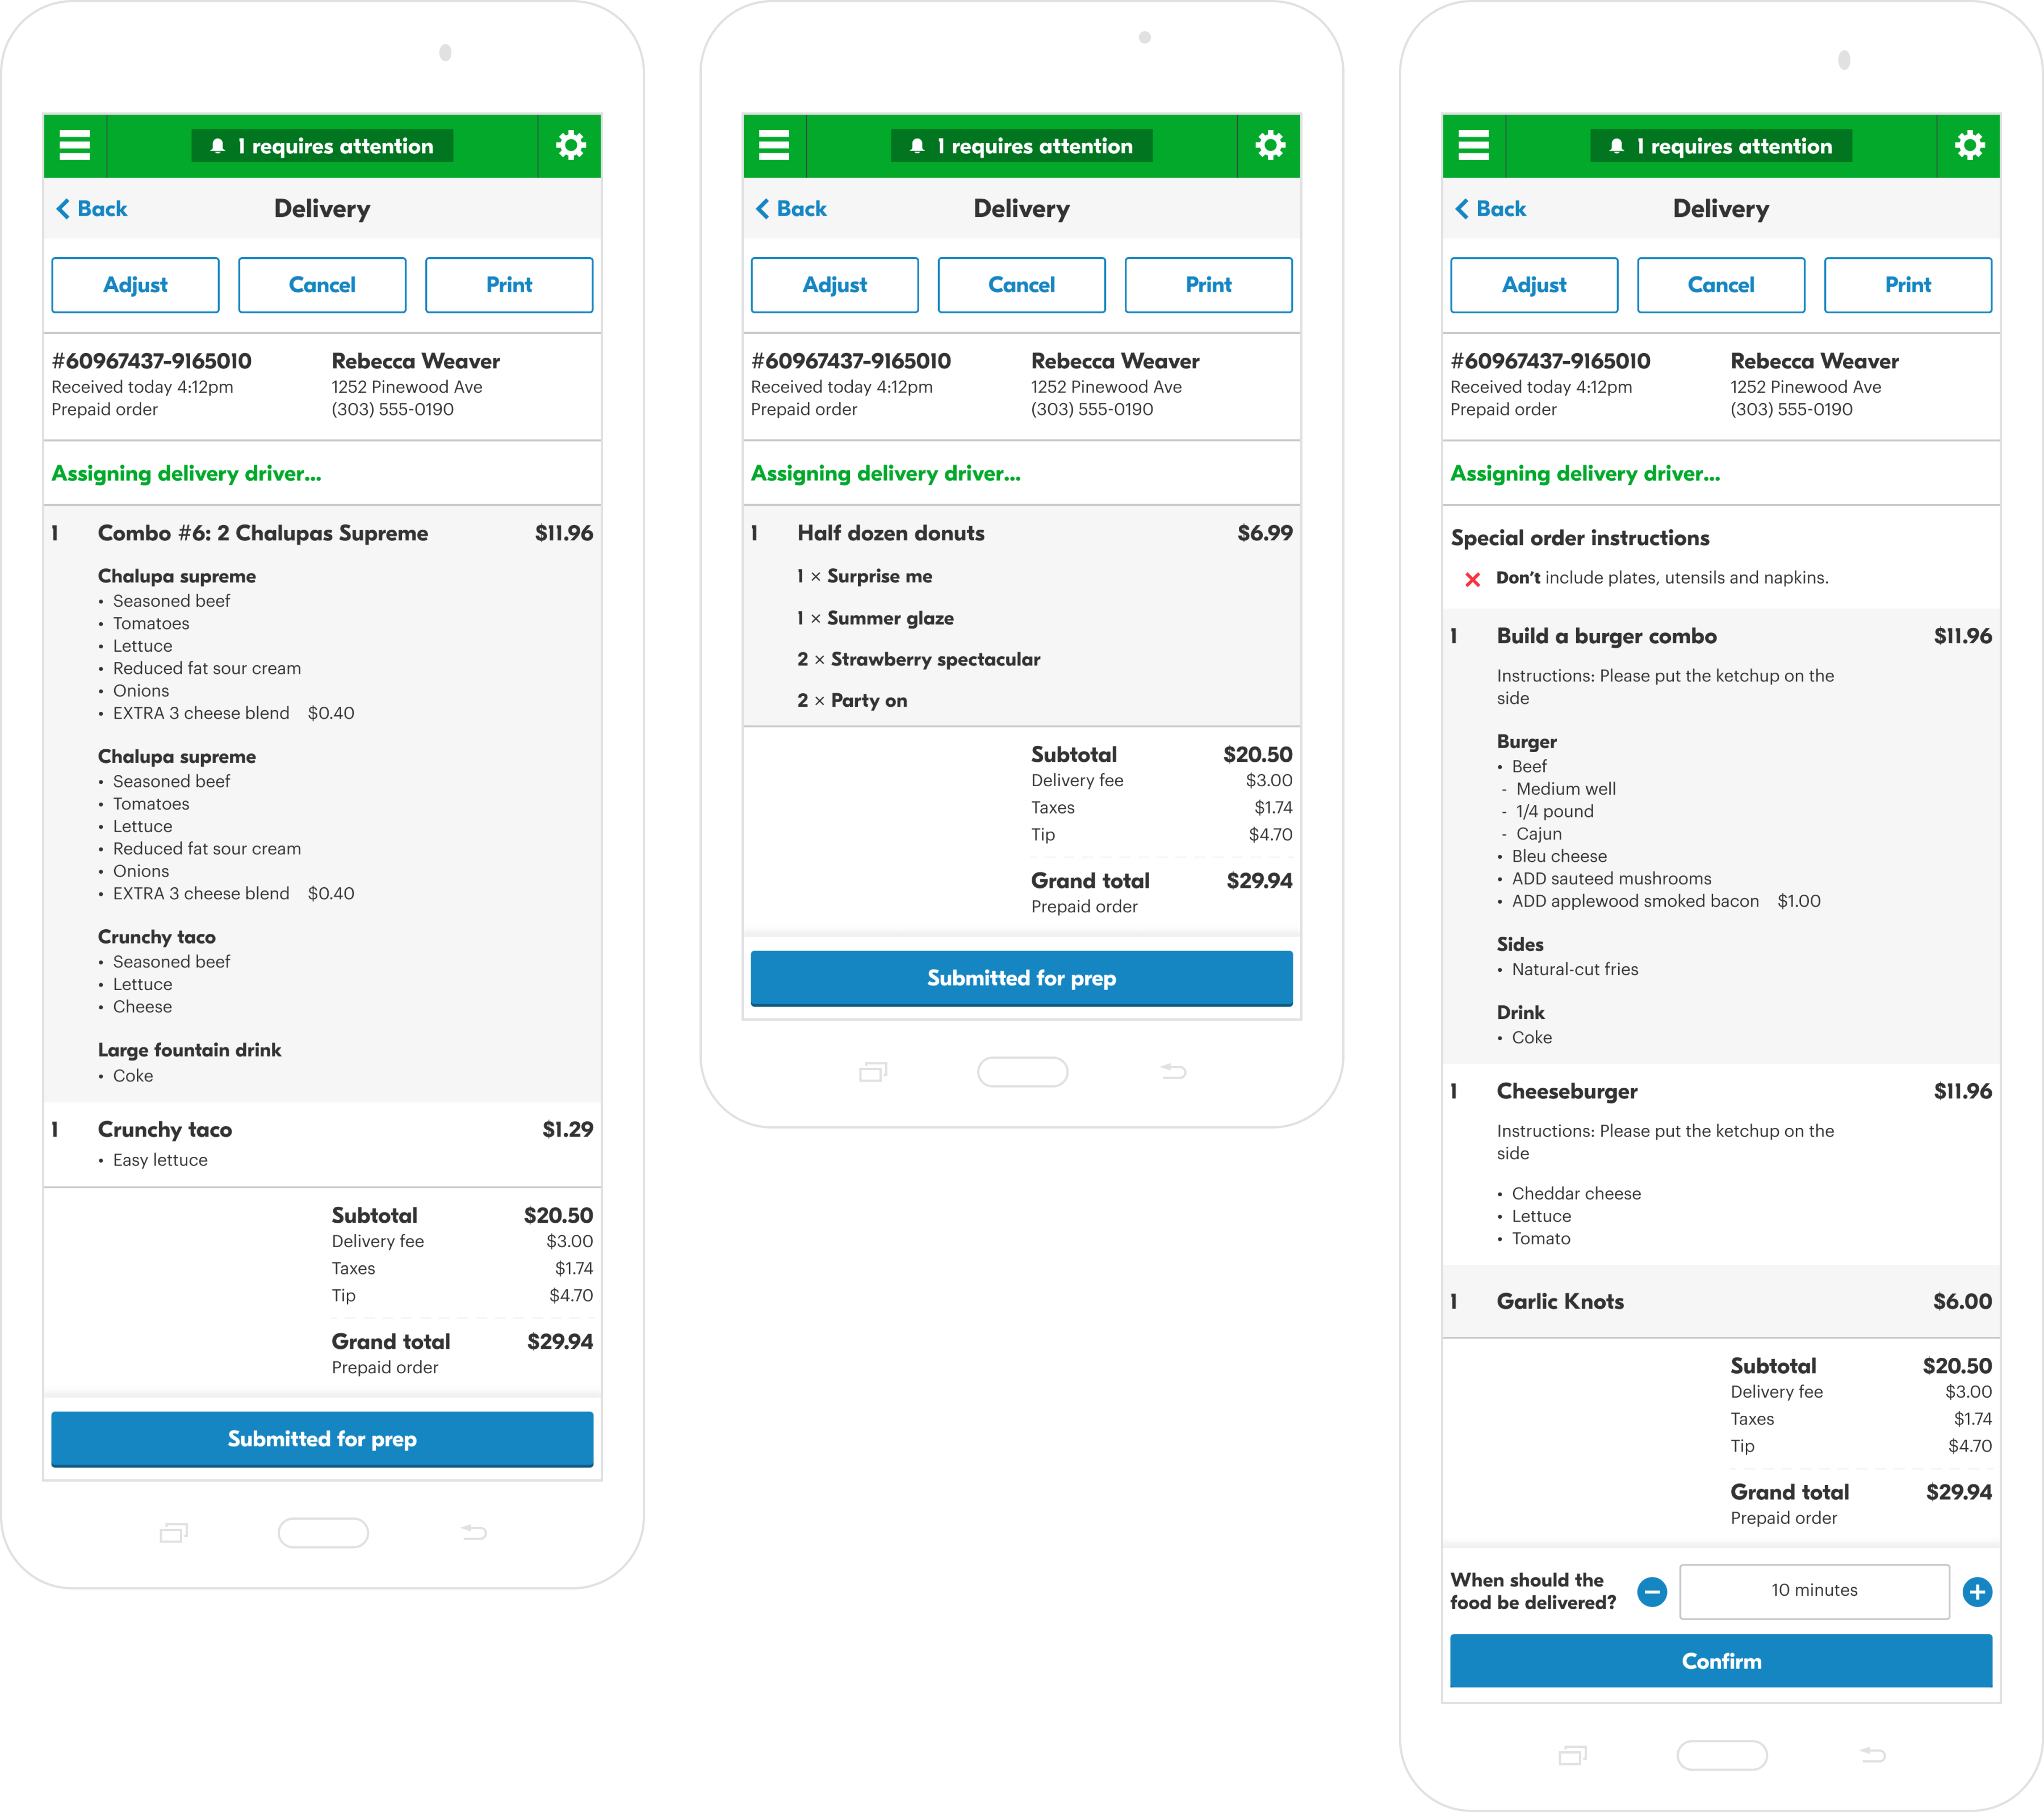 1 requires attention
Back
Delivery
Adjust
Cancel
Print
#60967437-9165010
Received today 4:12pm
Prepaid order
Rebecca Weaver
1252 Pinewood Ave
(303) 555-0190
Assigning delivery driver...
1 Combo #6: 2 Chalupas Supreme $11.96
Chalupa supreme
• Seasoned beef
• Tomatoes
• Lettuce
• Reduced fat sour cream
• Onions
• EXTRA 3 cheese blend $0.40
Chalupa supreme
• Seasoned beef
• Tomatoes
• Lettuce
• Reduced fat sour cream
• Onions
• EXTRA 3 cheese blend $0.40
Crunchy taco
• Seasoned beef
• Lettuce
• Cheese
Large fountain drink
• Coke
1 Crunchy taco $1.29
• Easy lettuce
Subtotal $20.50
Delivery fee $3.00
Taxes $1.74
Tip $4.70
Grand total $29.94
Prepaid order
Submitted for prep
1 requires attention
Back
Delivery
Adjust
Cancel
Print
#60967437-9165010
Received today 4:12pm
Prepaid order
Rebecca Weaver
1252 Pinewood Ave
(303) 555-0190
Assigning delivery driver...
1 Half dozen donuts $6.99
1 × Surprise me
1 × Summer glaze
2 × Strawberry spectacular
2 × Party on
Subtotal $20.50
Delivery fee $3.00
Taxes $1.74
Tip $4.70
Grand total $29.94
Prepaid order
Submitted for prep
1 requires attention
Back
Delivery
Adjust
Cancel
Print
#60967437-9165010
Received today 4:12pm
Prepaid order
Rebecca Weaver
1252 Pinewood Ave
(303) 555-0190
Assigning delivery driver...
Special order instructions
Don't include plates, utensils and napkins.
1 Build a burger combo $11.96
Instructions: Please put the ketchup on the
side
Burger
• Beef
- Medium well
- 1/4 pound
- Cajun
• Bleu cheese
• ADD sauteed mushrooms
• ADD applewood smoked bacon $1.00
Sides
• Natural-cut fries
Drink
• Coke
1 Cheeseburger $11.96
Instructions: Please put the ketchup on the
side
• Cheddar cheese
• Lettuce
• Tomato
1 Garlic Knots $6.00
Subtotal $20.50
Delivery fee $3.00
Taxes $1.74
Tip $4.70
Grand total $29.94
Prepaid order
When should the
food be delivered?
10 minutes
Confirm